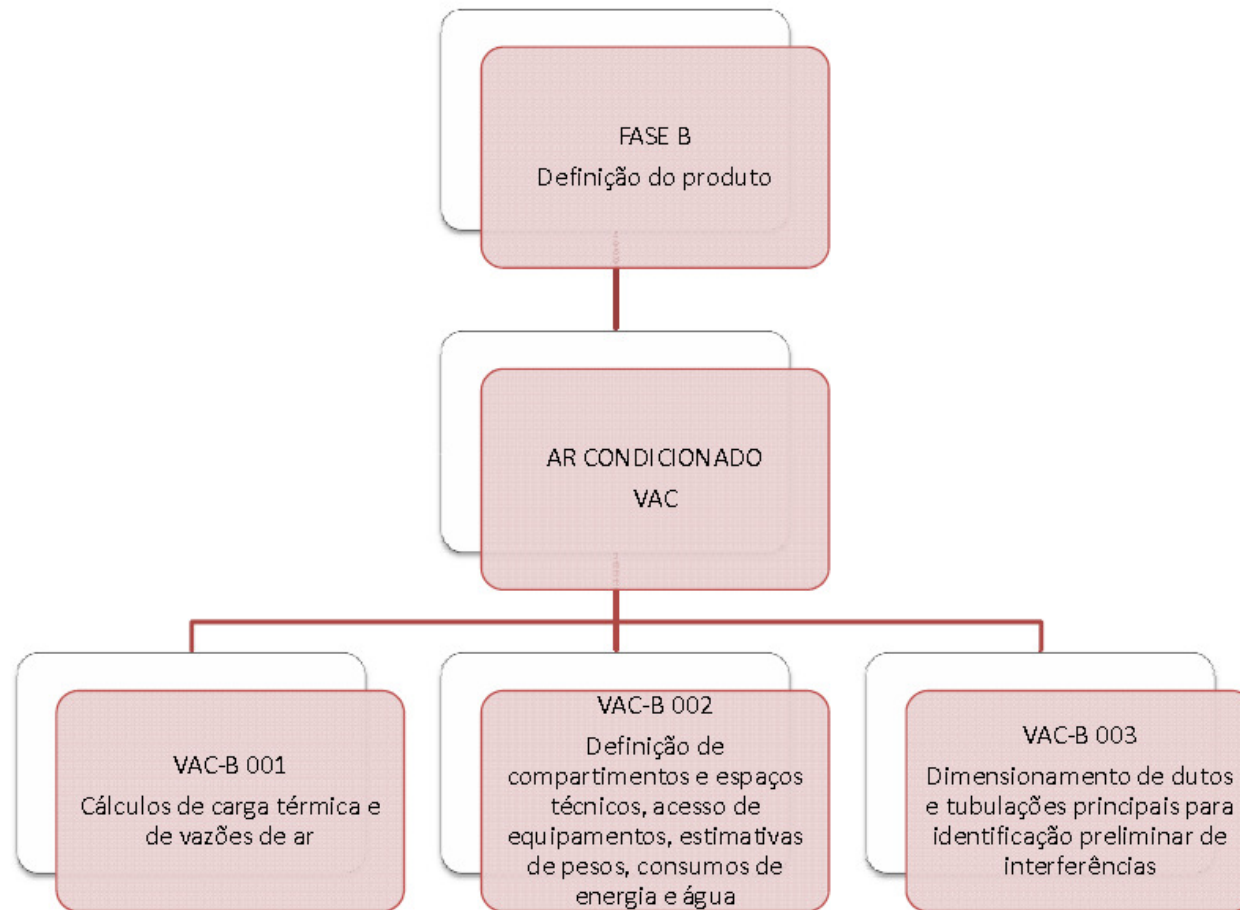 FASE B
Definição do produto
AR CONDICIONADO
VAC
VAC-B 001
Cálculos de carga térmica e
de vazões de ar
VAC-B 002
Definição de
compartimentos e espaços
técnicos, acesso de
equipamentos, estimativas
de pesos, consumos de
energia e água
VAC-B 003
Dimensionamento de dutos
e tubulações principais para
identificação preliminar de
interferências